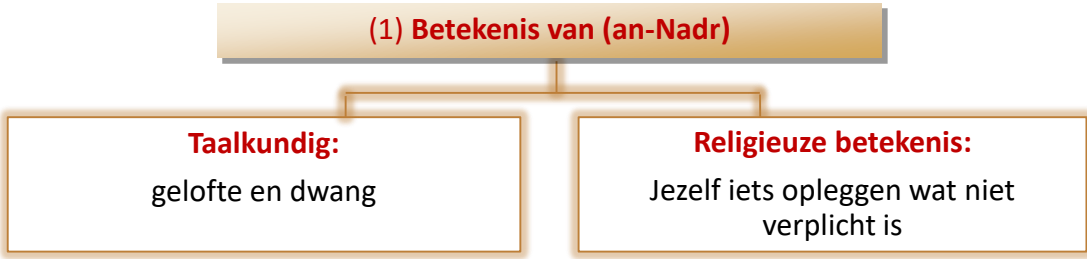 (1) Betekenis van (an-Nadr)
Taalkundig:
gelofte en dwang
Religieuze betekenis:
Jezelf iets opleggen wat niet
verplicht is